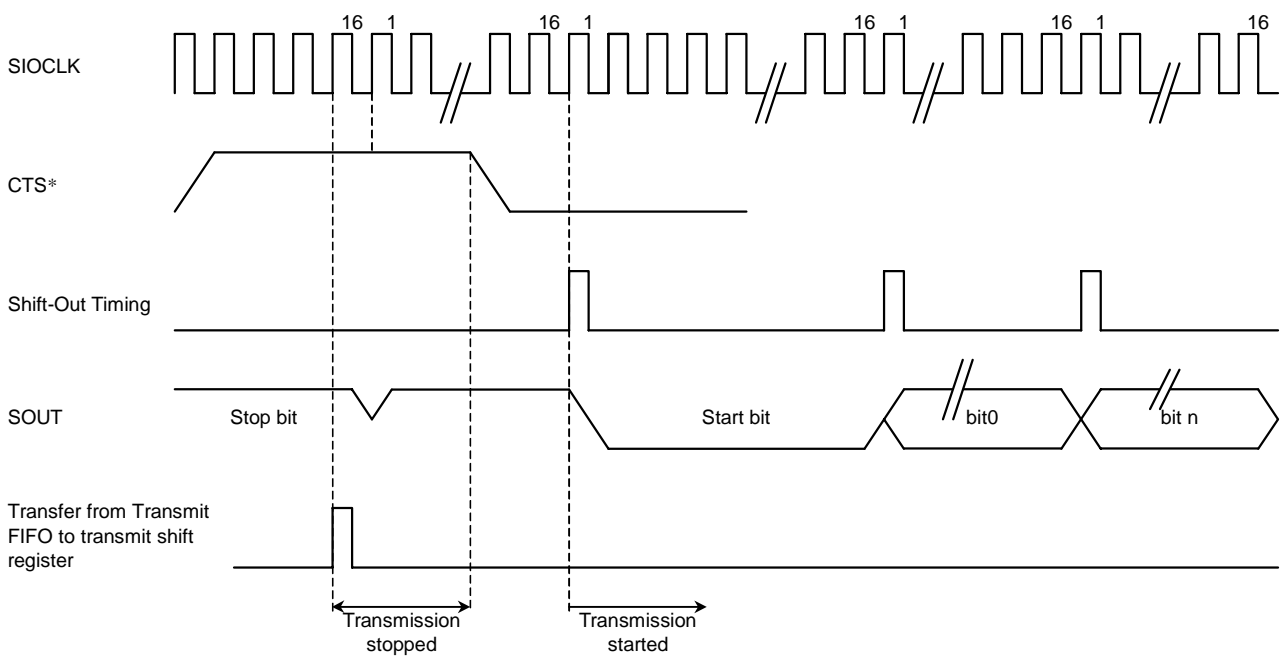 16 1 16 1 16 1 16 1 16
SIOCLK
CTS*
Shift-Out Timing
SOUT
Stop bit
Start bit
bit0
bit n
Transfer from Transmit
FIFO to transmit shift
register
Transmission
stopped
Transmission
started